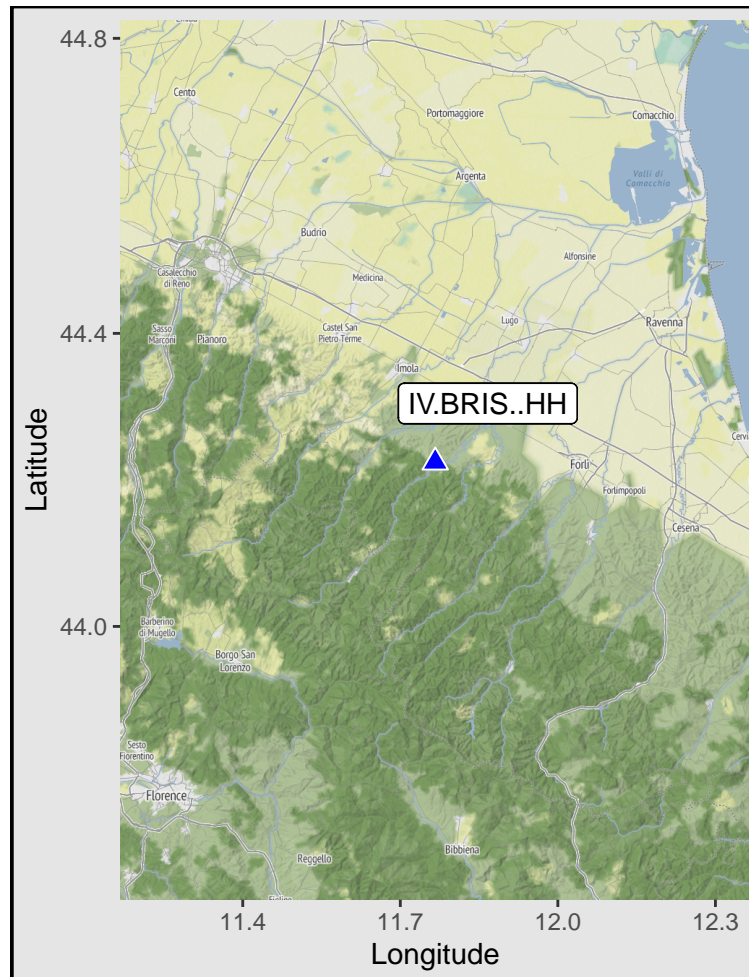 44.8
Cento
Portomaggiore
Comacchio
Argenta
Valli di
Comacchio
Budrio
Casalecchio
di Reno
Medicina
Alfonsine
44.4
Sasso
Marconi
Pianoro
Castel San
Pietro Terme
Lugo
Ravenna
Imola
IV.BRIS..HH
Cervia
Latitude
Forlì
Forlimpopoli
Cesena
44.0
Barberino
di Mugello
Borgo San
Lorenzo
Sesto
Fiorentino
Florence
Bibbiena
Reggello
11.4
11.7
12.0
12.3
Longitude